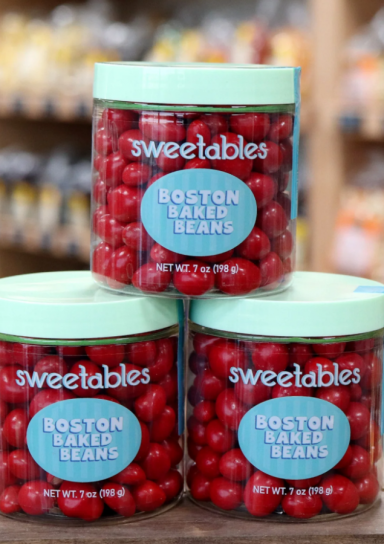 sweetables
BOSTON
BAKED
BEANS
NET WT. 7 oz (198 g)
sweetables
BOSTON
BAKED
BEANS
NET WT. 7 oz (198 g)
sweetables
BOSTON
BAKED
BEANS
NET WT. 7 oz (198 g)